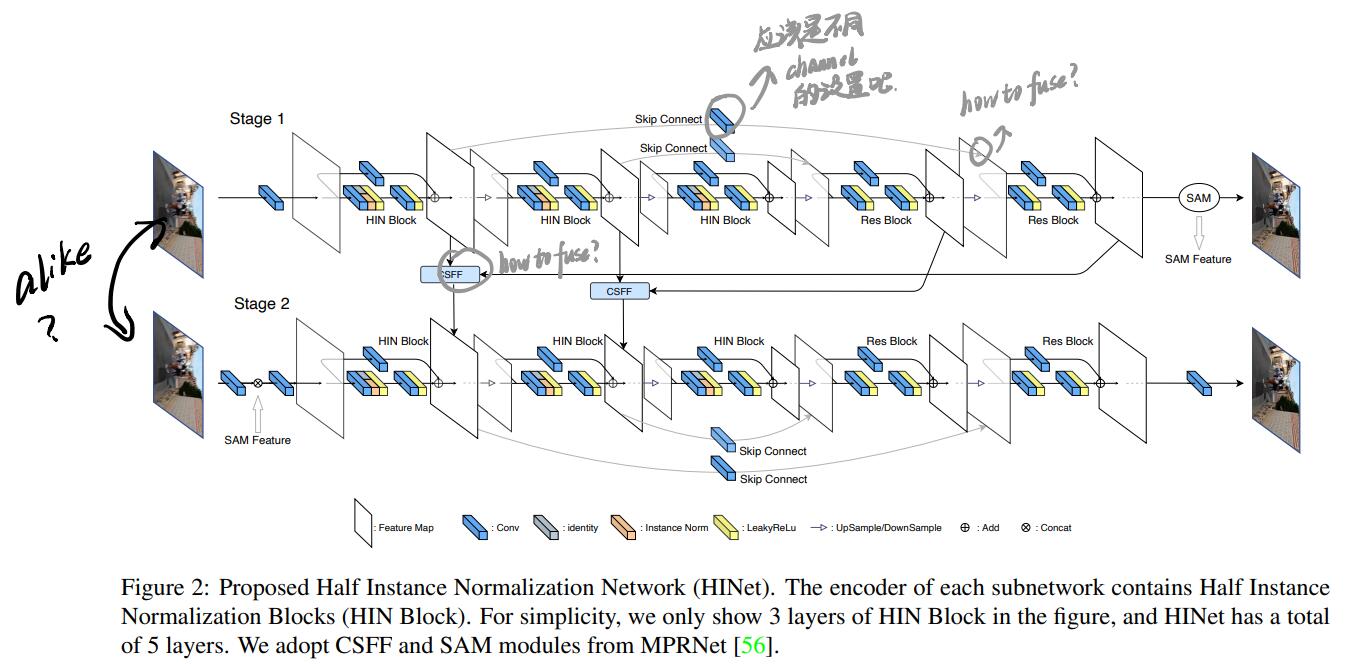 应该是不同
channel
的设置吧.
how to fuse?
Stage 1
Skip Connect
Skip Connect
HIN Block
HIN Block
HIN Block
Res Block
Res Block
SAM
SAM Feature
alike
?
CSFF
how to fuse?
CSFF
Stage 2
HIN Block
HIN Block
HIN Block
Res Block
Res Block
SAM Feature
Skip Connect
Skip Connect
: Feature Map
: Conv
: identity
: Instance Norm
: LeakyReLu
: UpSample/DownSample
: Add
: Concat
Figure 2: Proposed Half Instance Normalization Network (HINet). The encoder of each subnetwork contains Half Instance
Normalization Blocks (HIN Block). For simplicity, we only show 3 layers of HIN Block in the figure, and HINet has a total
of 5 layers. We adopt CSFF and SAM modules from MPRNet [56].